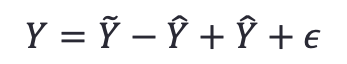 Y = Ỹ − Ŷ + Ŷ + ϵ